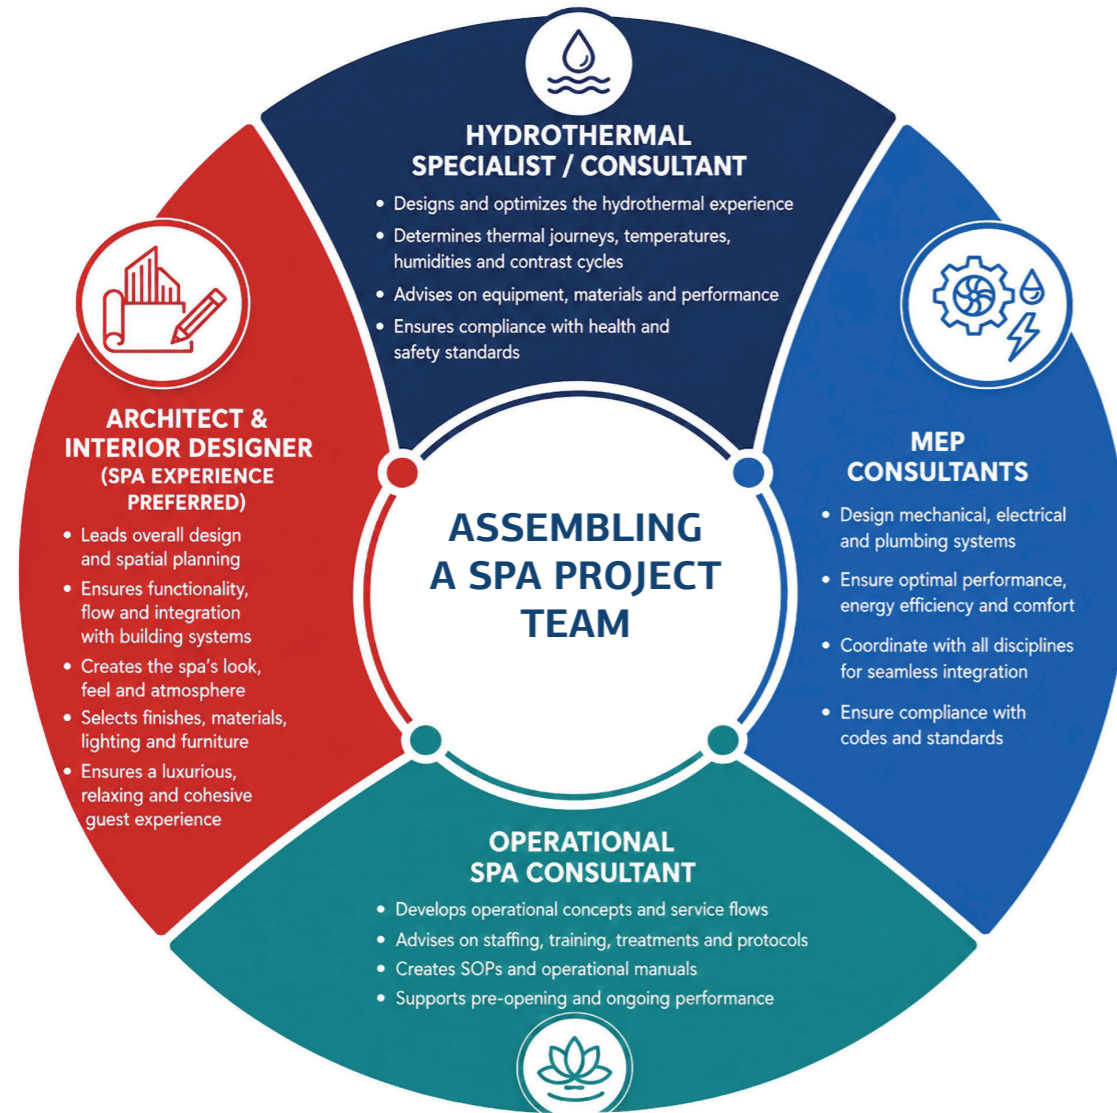 HYDROTHERMAL
SPECIALIST / CONSULTANT
• Designs and optimizes the hydrothermal experience
• Determines thermal journeys, temperatures,
humidities and contrast cycles
• Advises on equipment, materials and performance
• Ensures compliance with health and
safety standards
ARCHITECT &
INTERIOR DESIGNER
(SPA EXPERIENCE
PREFERRED)
• Leads overall design
and spatial planning
• Ensures functionality,
flow and integration
with building systems
• Creates the spa's look,
feel and atmosphere
• Selects finishes, materials,
lighting and furniture
• Ensures a luxurious,
relaxing and cohesive
guest experience
ASSEMBLING
A SPA PROJECT
TEAM
MEP
CONSULTANTS
• Design mechanical, electrical
and plumbing systems
• Ensure optimal performance,
energy efficiency and comfort
• Coordinate with all disciplines
for seamless integration
• Ensure compliance with
codes and standards
OPERATIONAL
SPA CONSULTANT
• Develops operational concepts and service flows
• Advises on staffing, training, treatments and protocols
• Creates SOPs and operational manuals
• Supports pre-opening and ongoing performance